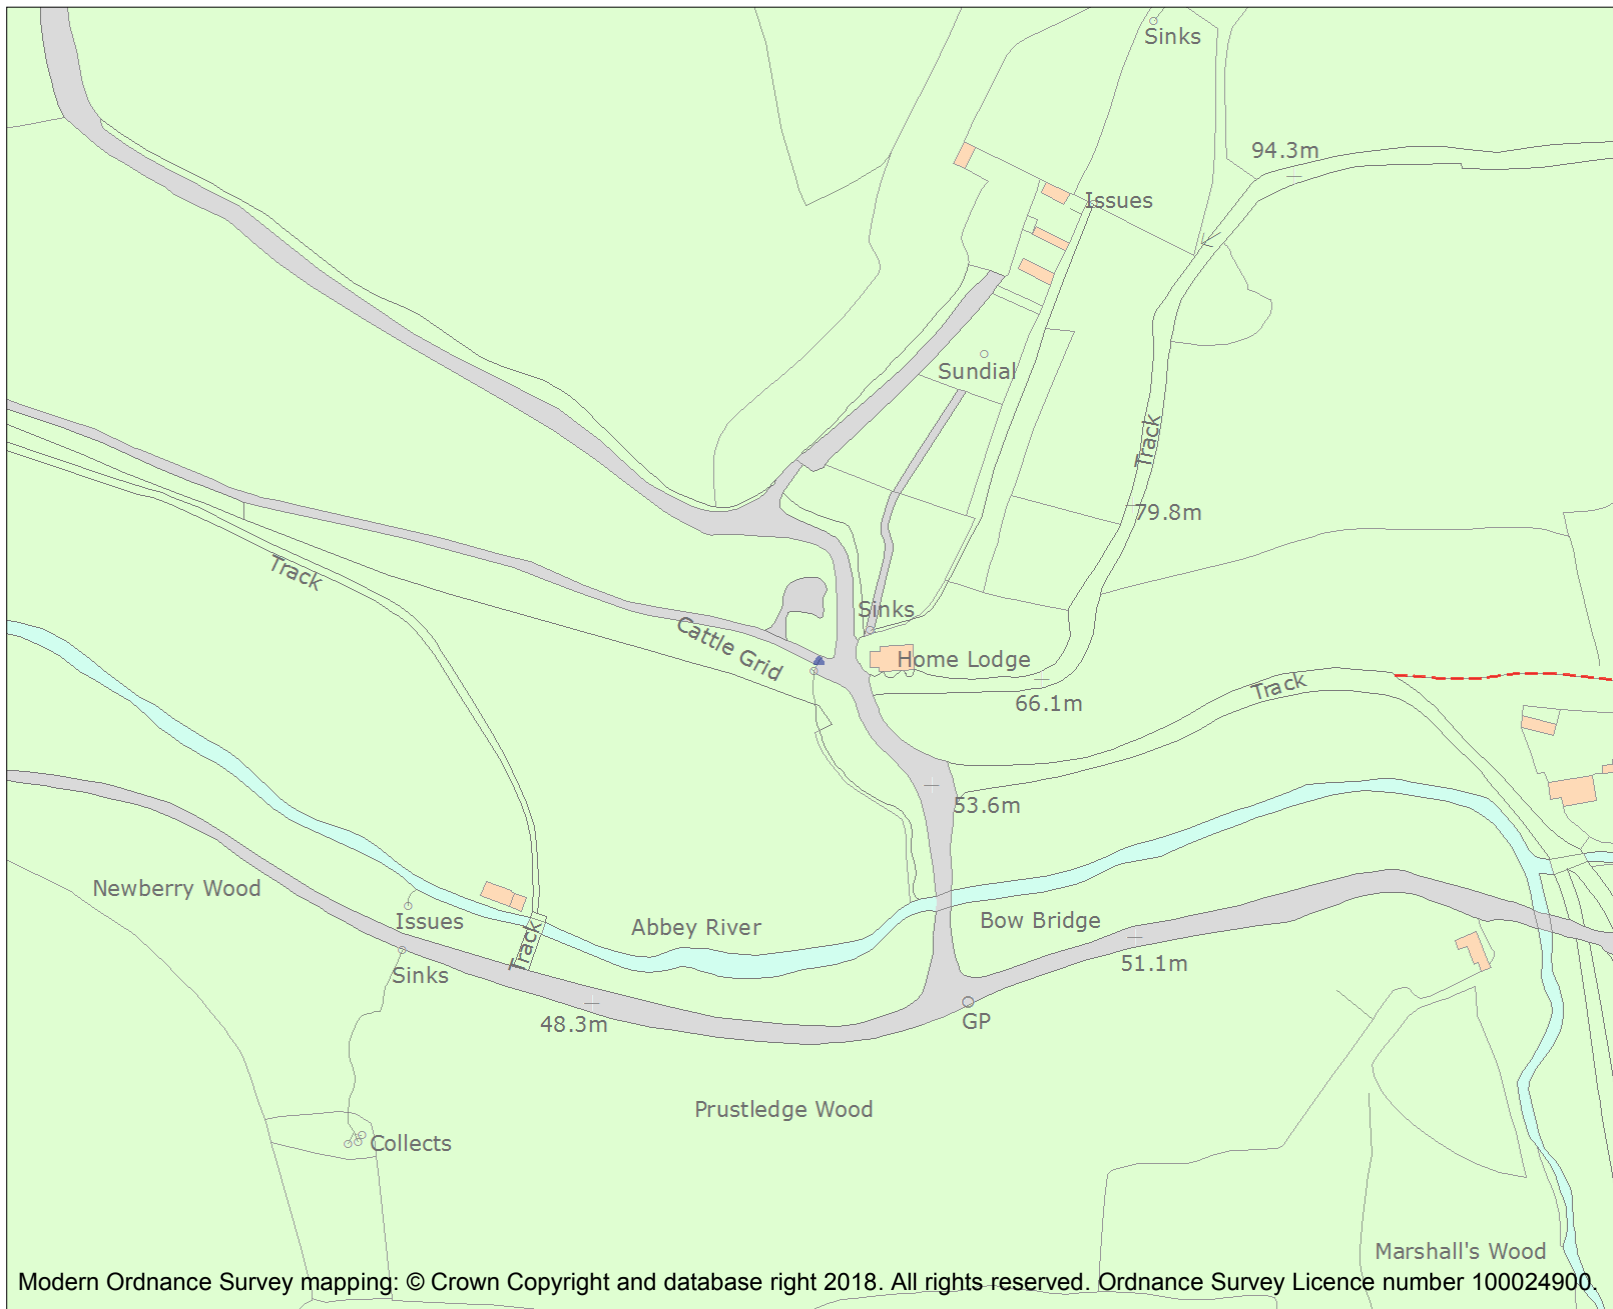 Sinks
94.3m
Issues
Sundial
Track
79.8m
Track
Sinks
Cattle Grid
Home Lodge
Track
66.1m
53.6m
Newberry Wood
Issues
Abbey River
Bow Bridge
Track
Sinks
51.1m
48.3m
GP
Prustledge Wood
Collects
Marshall's Wood
Modern Ordnance Survey mapping: © Crown Copyright and database right 2018. All rights reserved. Ordnance Survey Licence number 100024900.